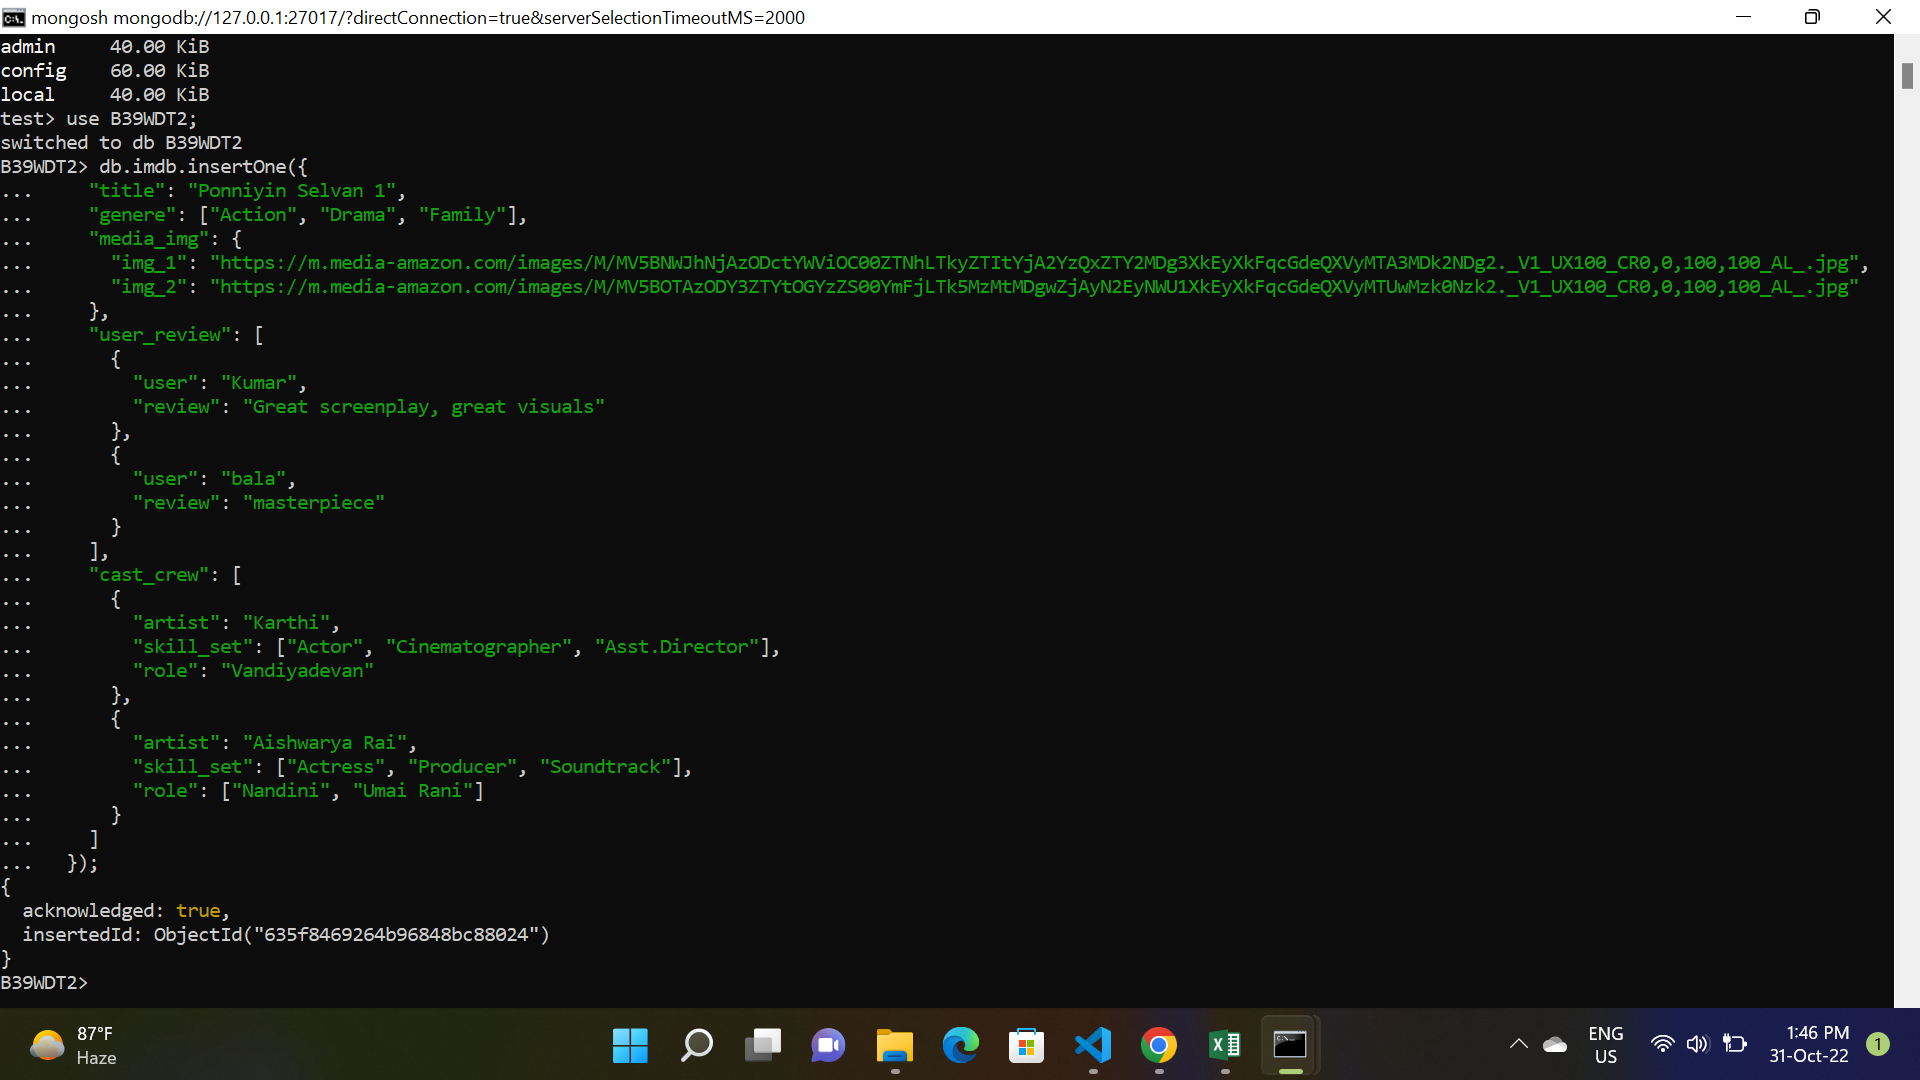 mongosh mongodb://127.0.0.1:27017/?directConnection=true&serverSelectionTimeoutMS=2000
admin     40.00 KiB
config    60.00 KiB
local     40.00 KiB
test> use B39WDT2;
switched to db B39WDT2
B39WDT2> db.imdb.insertOne({
...     "title": "Ponniyin Selvan 1",
...     "genere": ["Action", "Drama", "Family"],
...     "media_img": {
...       "img_1": "https://m.media-amazon.com/images/M/MV5BNWJhNjAzODctYWViOC00ZTNhLTkyZTItYjA2YzQxZTY2MDg3XkEyXkFqcGdeQXVyMTA3MDk2NDg2._V1_UX100_CR0,0,100,100_AL_.jpg",
...       "img_2": "https://m.media-amazon.com/images/M/MV5BOTAzODY3ZTYtOGYzZS00YmFjLTk5MzMtMDgwZjAyN2EyNWU1XkEyXkFqcGdeQXVyMTUwMzk0Nzk2._V1_UX100_CR0,0,100,100_AL_.jpg"
...     },
...     "user_review": [
...       {
...         "user": "Kumar",
...         "review": "Great screenplay, great visuals"
...       },
...       {
...         "user": "bala",
...         "review": "masterpiece"
...       }
...     ],
...     "cast_crew": [
...       {
...         "artist": "Karthi",
...         "skill_set": ["Actor", "Cinematographer", "Asst.Director"],
...         "role": "Vandiyadevan"
...       },
...       {
...         "artist": "Aishwarya Rai",
...         "skill_set": ["Actress", "Producer", "Soundtrack"],
...         "role": ["Nandini", "Umai Rani"]
...       }
...     ]
...   });
{
  acknowledged: true,
  insertedId: ObjectId("635f8469264b96848bc88024")
}
B39WDT2>
87°F
Haze
ENG
US
1:46 PM
31-Oct-22
1